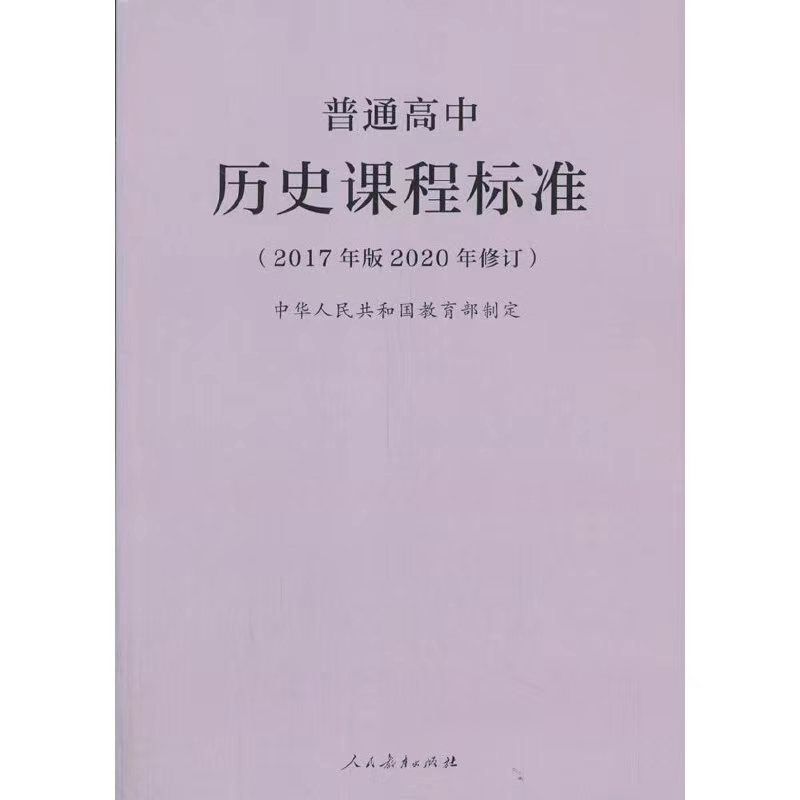 普通高中
历史课程标准
（2017年版2020年修订）
中华人民共和国教育部制定
人民教育出版社